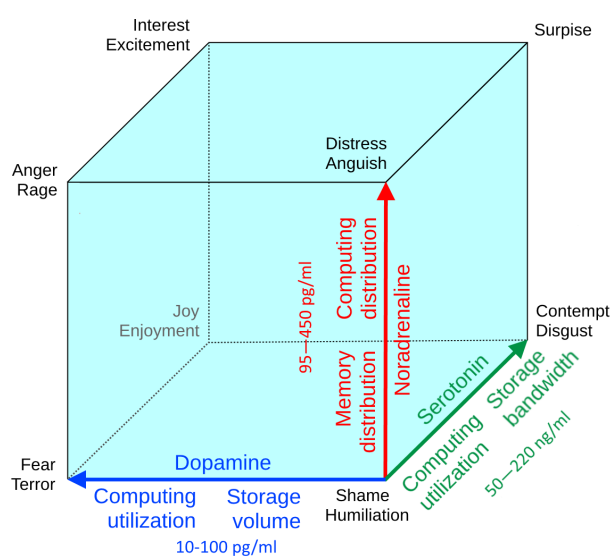 Interest
Excitement
Surpise
Distress
Anguish
Anger
Rage
Computing
distribution
95—450 pg/ml
Noradrenaline
Memory
distribution
Joy
Enjoyment
Contempt
Disgust
Serotonin
Storage
bandwidth
Computing
utilization
50—220 ng/ml
Fear
Terror
Dopamine
Computing
utilization
Storage
volume
10-100 pg/ml
Shame
Humiliation